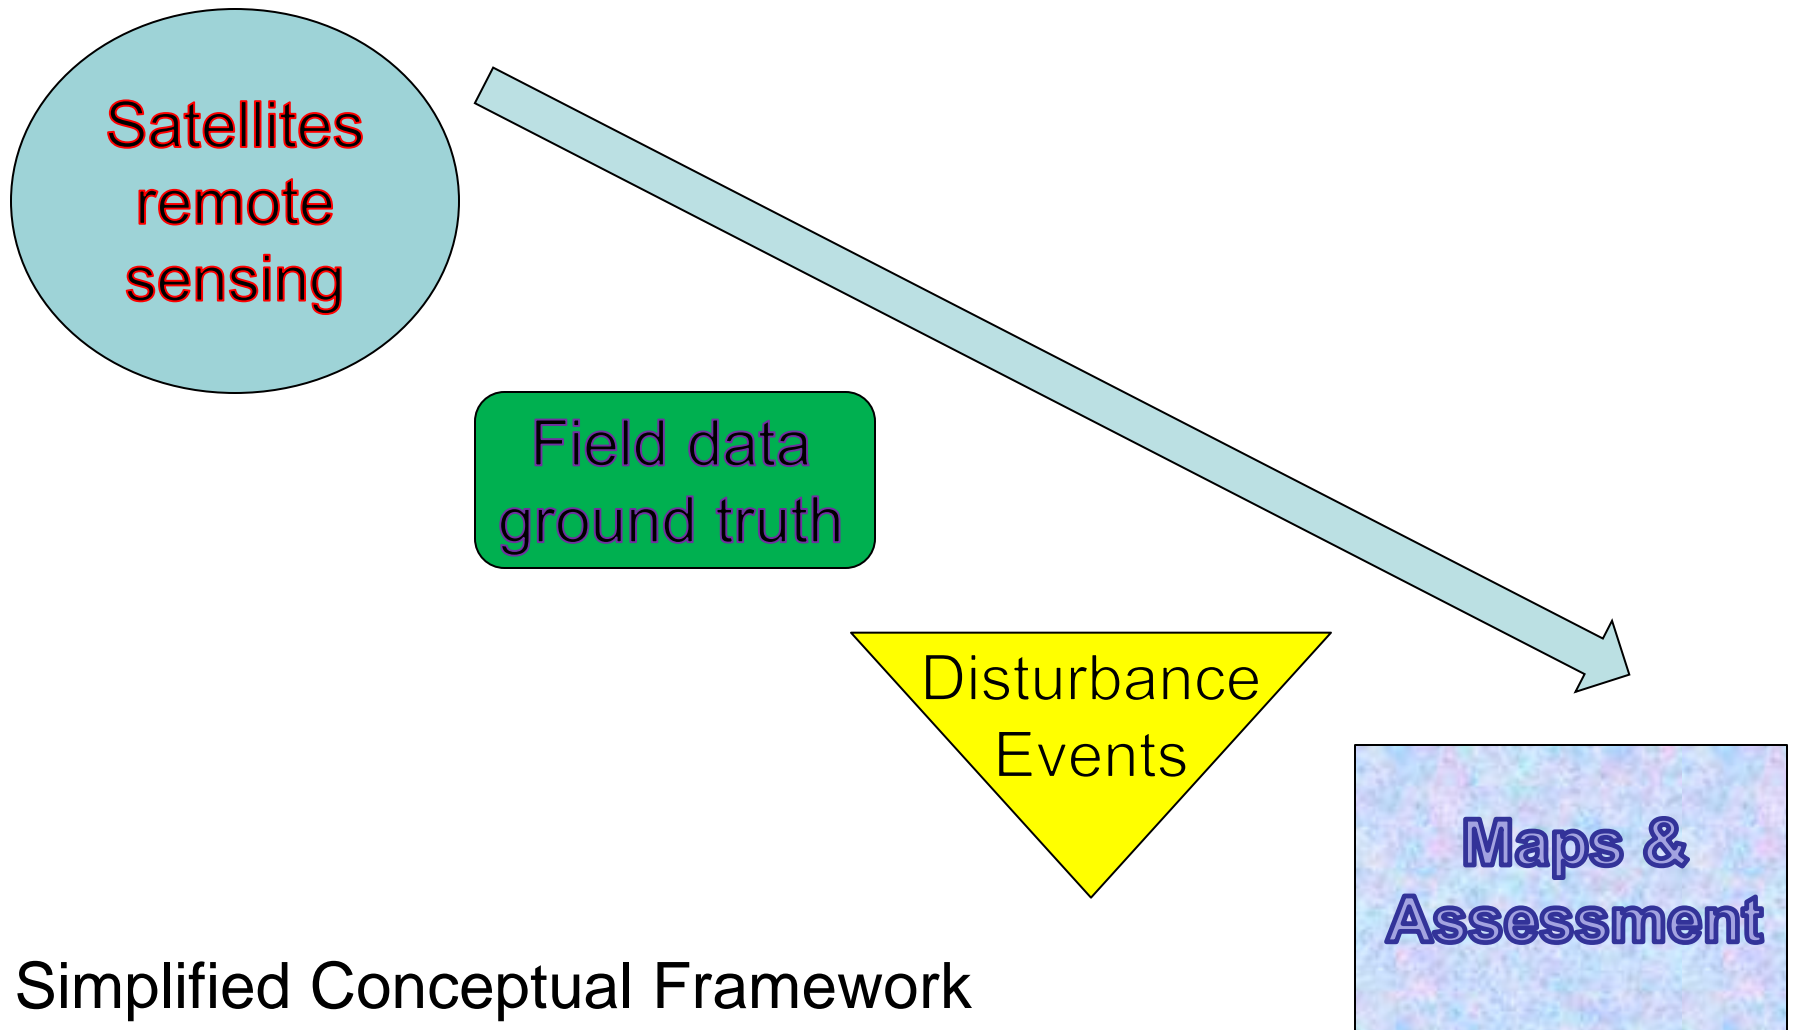 Satellites
remote
sensing
Field data
ground truth
Disturbance
Events
Maps &
Assessment
Simplified Conceptual Framework